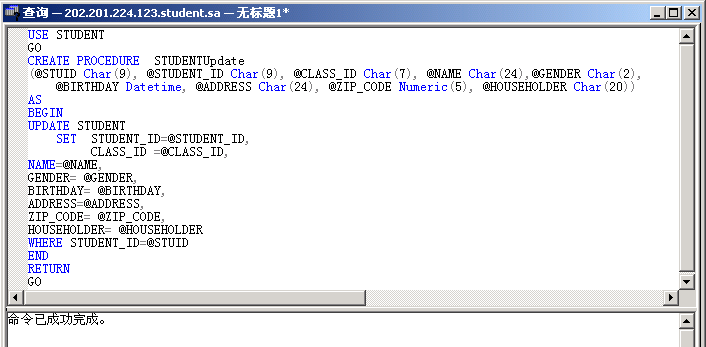 查询 — 202.201.224.123.student.sa — 无标题1*
USE STUDENT
GO
CREATE PROCEDURE  STUDENTUpdate
(@STUID Char(9), @STUDENT_ID Char(9), @CLASS_ID Char(7), @NAME Char(24),@GENDER Char(2),
    @BIRTHDAY Datetime, @ADDRESS Char(24), @ZIP_CODE Numeric(5), @HOUSEHOLDER Char(20))
AS
BEGIN
UPDATE STUDENT
    SET  STUDENT_ID=@STUDENT_ID,
         CLASS_ID =@CLASS_ID,
NAME=@NAME,
GENDER= @GENDER,
BIRTHDAY= @BIRTHDAY,
ADDRESS=@ADDRESS,
ZIP_CODE= @ZIP_CODE,
HOUSEHOLDER= @HOUSEHOLDER
WHERE STUDENT_ID=@STUID
END
RETURN
GO
命令已成功完成。